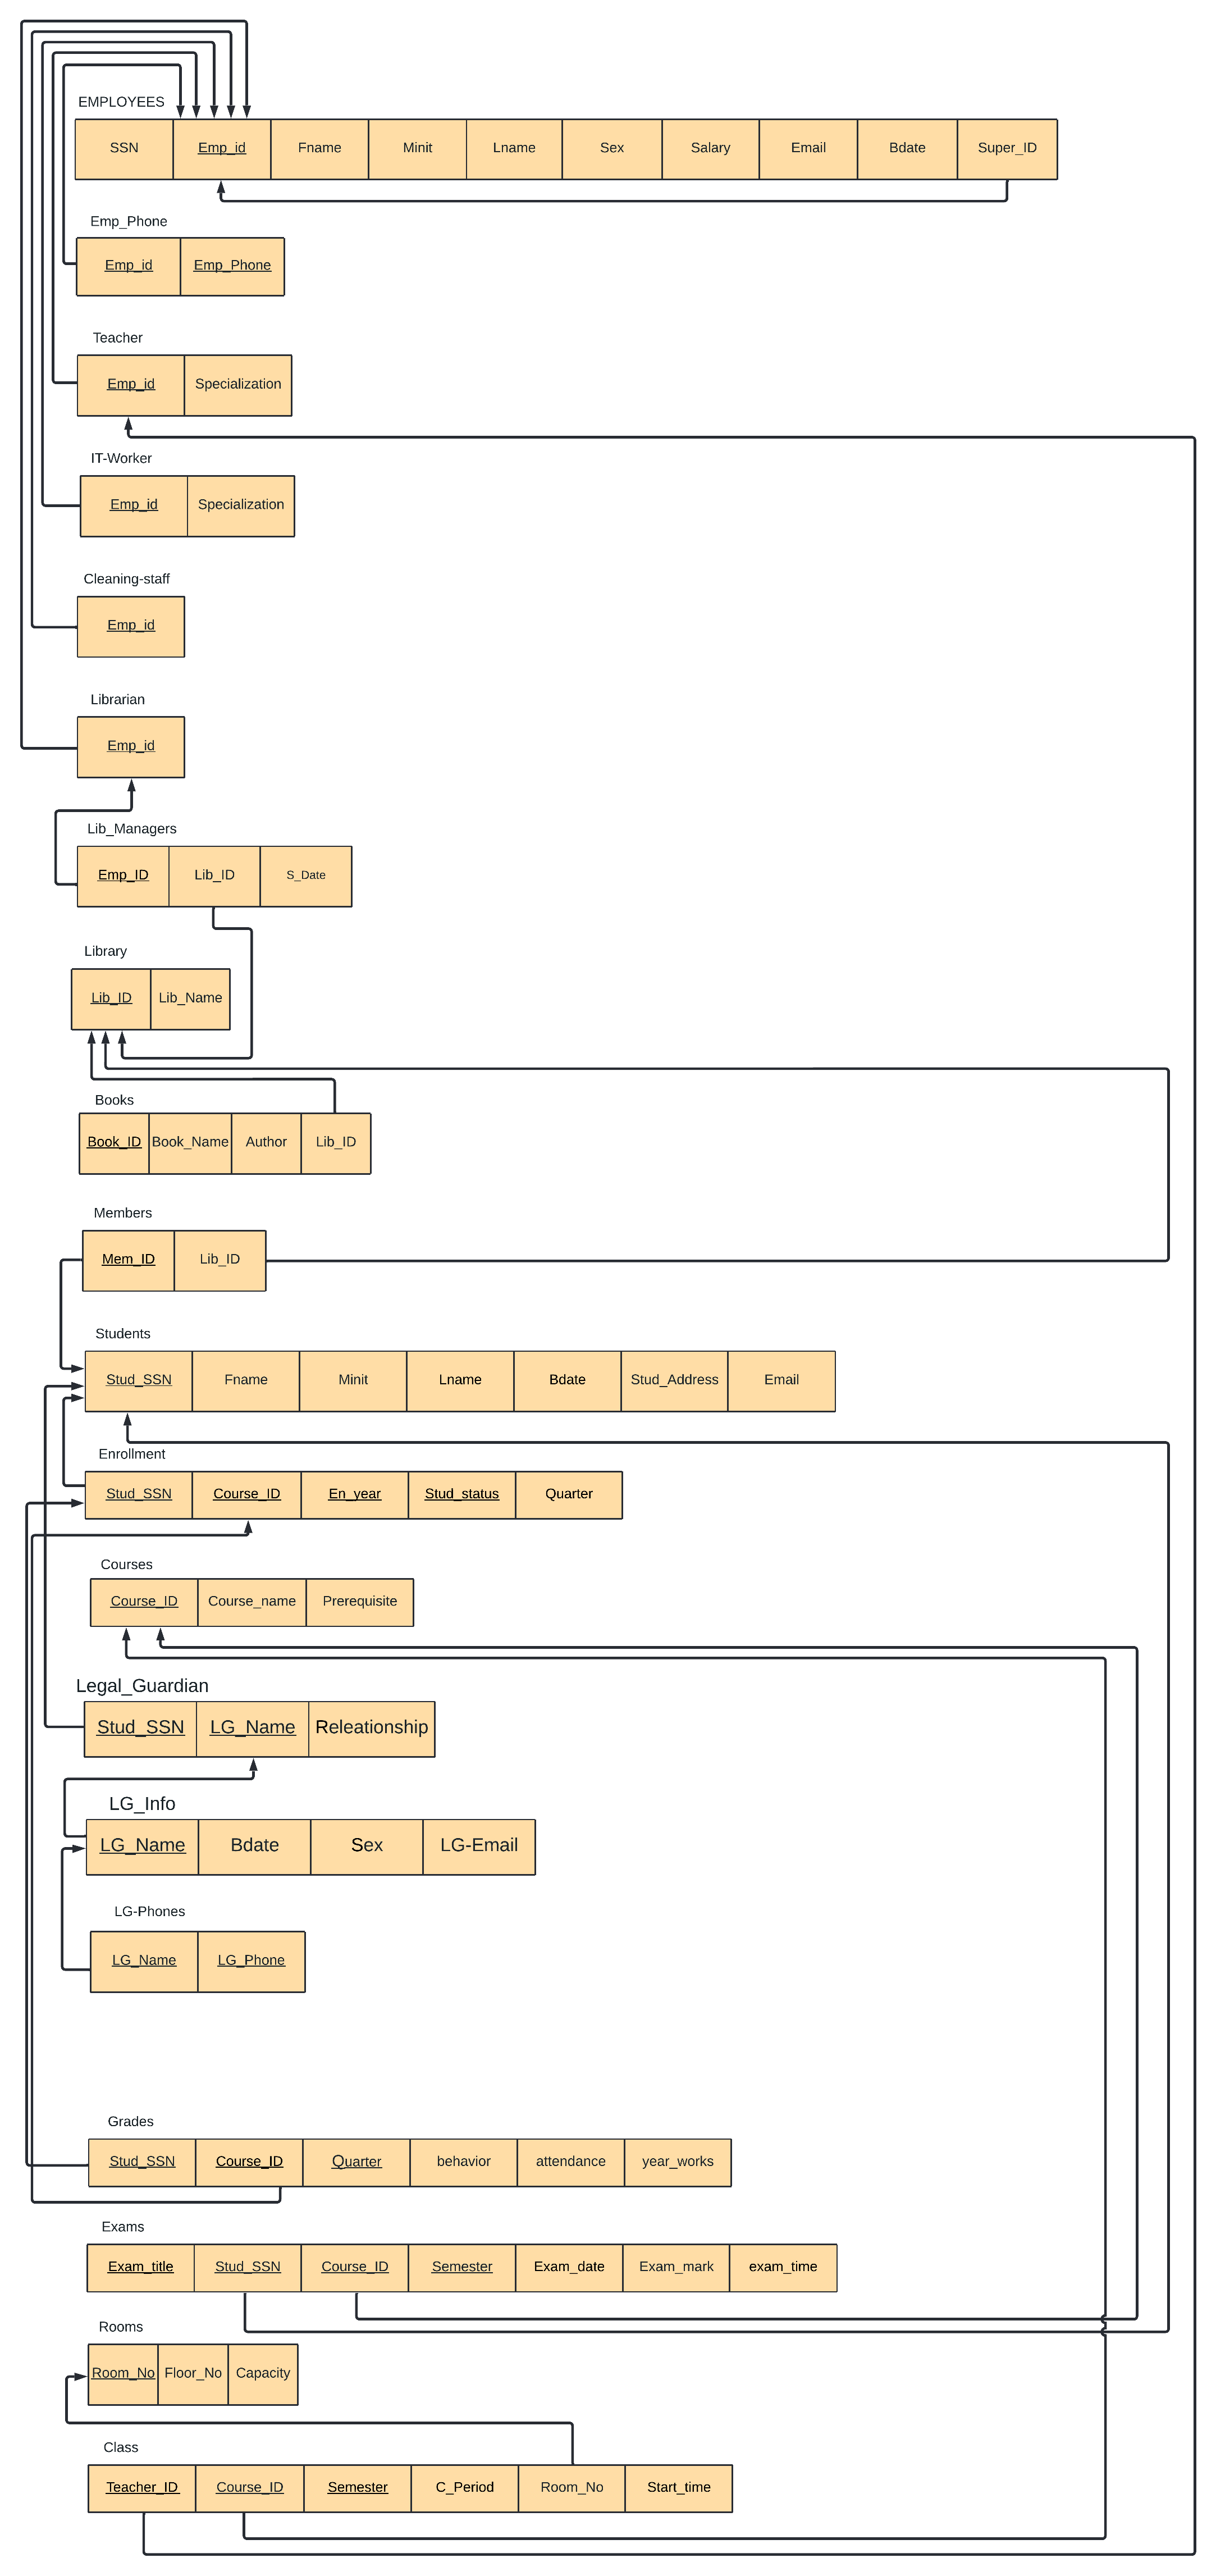 EMPLOYEES
SSN Emp_id Fname Minit Lname Sex Salary Email Bdate Super_ID
Emp_Phone
Emp_id Emp_Phone
Teacher
Emp_id Specialization
IT-Worker
Emp_id Specialization
Cleaning-staff
Emp_id
Librarian
Emp_id
Lib_Managers
Emp_ID Lib_ID S_Date
Library
Lib_ID Lib_Name
Books
Book_ID Book_Name Author Lib_ID
Members
Mem_ID Lib_ID
Students
Stud_SSN Fname Minit Lname Bdate Stud_Address Email
Enrollment
Stud_SSN Course_ID En_year Stud_status Quarter
Courses
Course_ID Course_name Prerequisite
Legal_Guardian
Stud_SSN LG_Name Releationship
LG_Info
LG_Name Bdate Sex LG-Email
LG-Phones
LG_Name LG_Phone
Grades
Stud_SSN Course_ID Quarter behavior attendance year_works
Exams
Exam_title Stud_SSN Course_ID Semester Exam_date Exam_mark exam_time
Rooms
Room_No Floor_No Capacity
Class
Teacher_ID Course_ID Semester C_Period Room_No Start_time